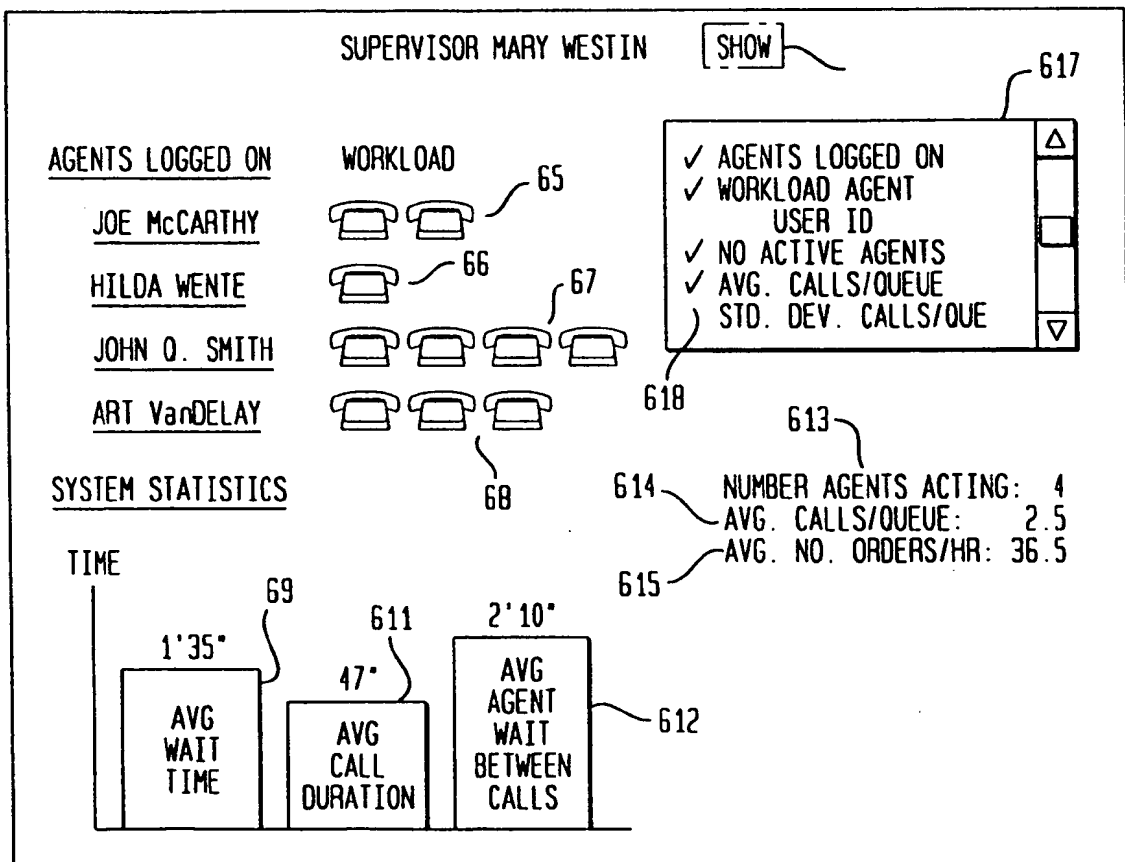 SUPERVISOR MARY WESTIN SHOW
617
AGENTS LOGGED ON WORKLOAD
JOE McCARTHY 65
HILDA WENTE 66
JOHN Q. SMITH 67
ART VanDELAY
68
✓ AGENTS LOGGED ON
✓ WORKLOAD AGENT
USER ID
✓ NO ACTIVE AGENTS
✓ AVG. CALLS/QUEUE
STD. DEV. CALLS/QUE
618
613
SYSTEM STATISTICS
NUMBER AGENTS ACTING: 4
614 AVG. CALLS/QUEUE: 2.5
615 AVG. NO. ORDERS/HR: 36.5
TIME
69
611
612
1'35"
AVG
WAIT
TIME
47"
AVG
CALL
DURATION
2'10"
AVG
AGENT
WAIT
BETWEEN
CALLS